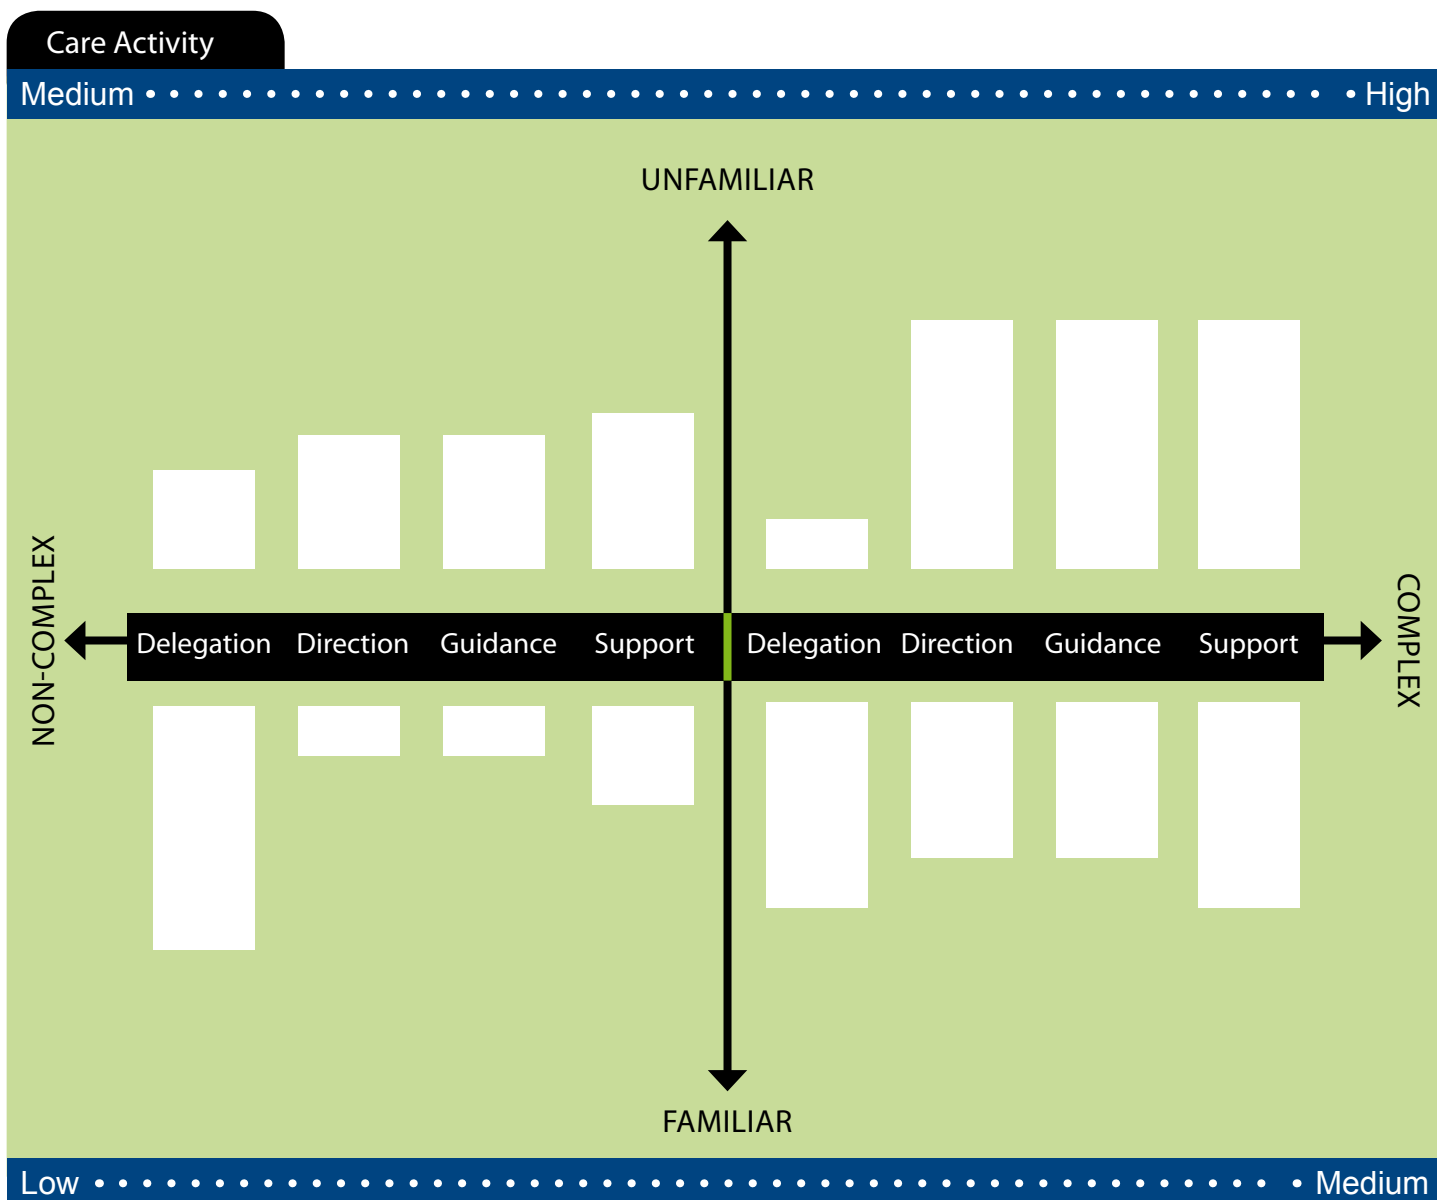 Care Activity
Medium High
UNFAMILIAR
NON-COMPLEX
Delegation Direction Guidance Support Delegation Direction Guidance Support
COMPLEX
FAMILIAR
Low Medium